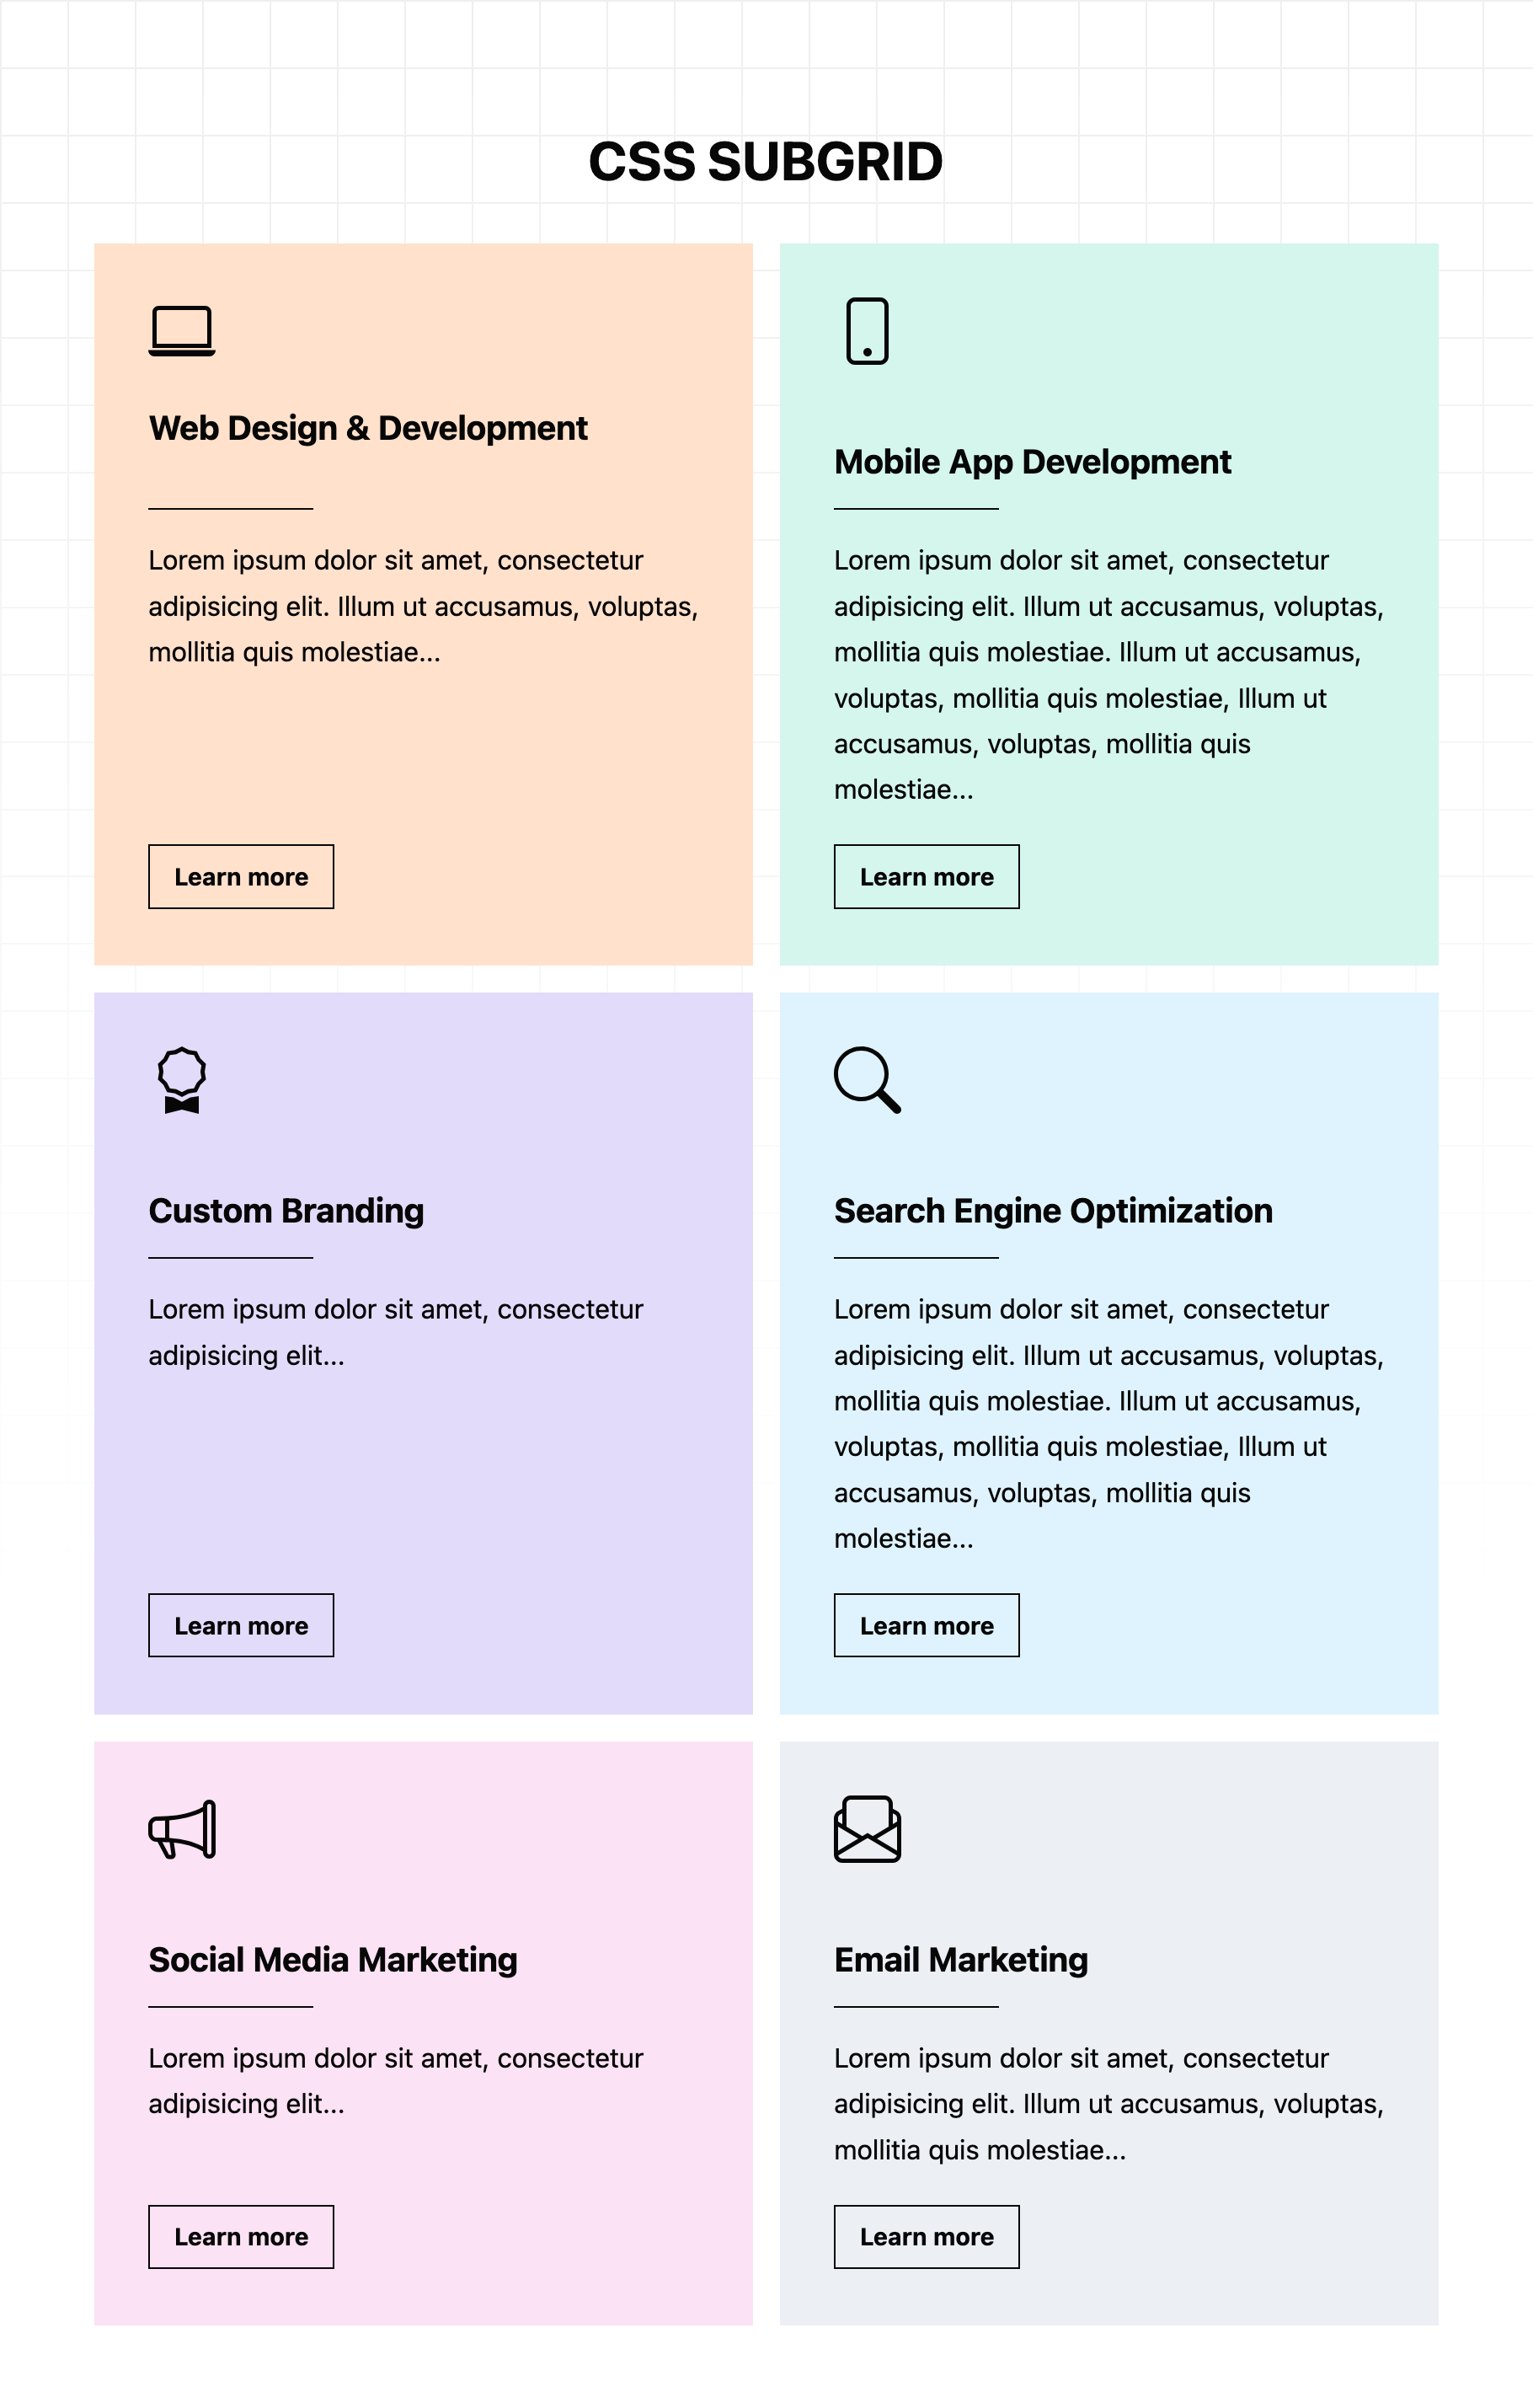 CSS SUBGRID
Web Design & Development
Lorem ipsum dolor sit amet, consectetur
adipisicing elit. Illum ut accusamus, voluptas,
mollitia quis molestiae...
Learn more
Mobile App Development
Lorem ipsum dolor sit amet, consectetur
adipisicing elit. Illum ut accusamus, voluptas,
mollitia quis molestiae. Illum ut accusamus,
voluptas, mollitia quis molestiae, Illum ut
accusamus, voluptas, mollitia quis
molestiae...
Learn more
Custom Branding
Lorem ipsum dolor sit amet, consectetur
adipisicing elit...
Learn more
Search Engine Optimization
Lorem ipsum dolor sit amet, consectetur
adipisicing elit. Illum ut accusamus, voluptas,
mollitia quis molestiae. Illum ut accusamus,
voluptas, mollitia quis molestiae, Illum ut
accusamus, voluptas, mollitia quis
molestiae...
Learn more
Social Media Marketing
Lorem ipsum dolor sit amet, consectetur
adipisicing elit...
Learn more
Email Marketing
Lorem ipsum dolor sit amet, consectetur
adipisicing elit. Illum ut accusamus, voluptas,
mollitia quis molestiae...
Learn more